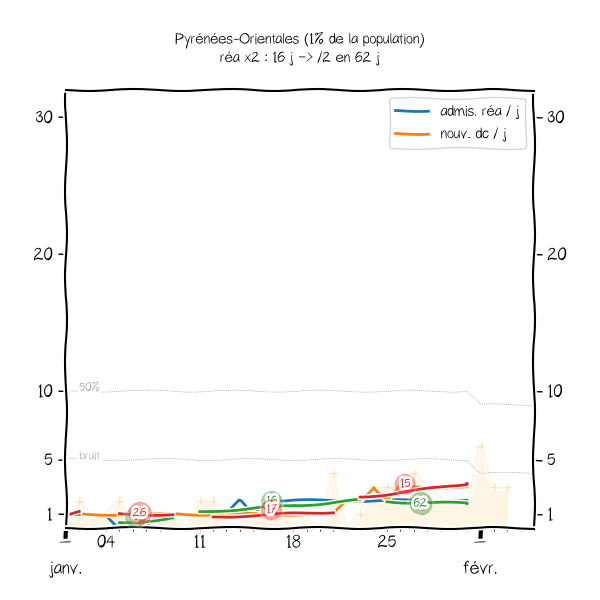 Pyrénées-Orientales (1% de la population)
réa x2 : 16 j -> /2 en 62 j
admis. réa / j
nouv. dc / j
30
30
20
20
10
10
50%
5
5
bruit
1
1
26
16
17
15
62
04
11
18
25
janv.
févr.